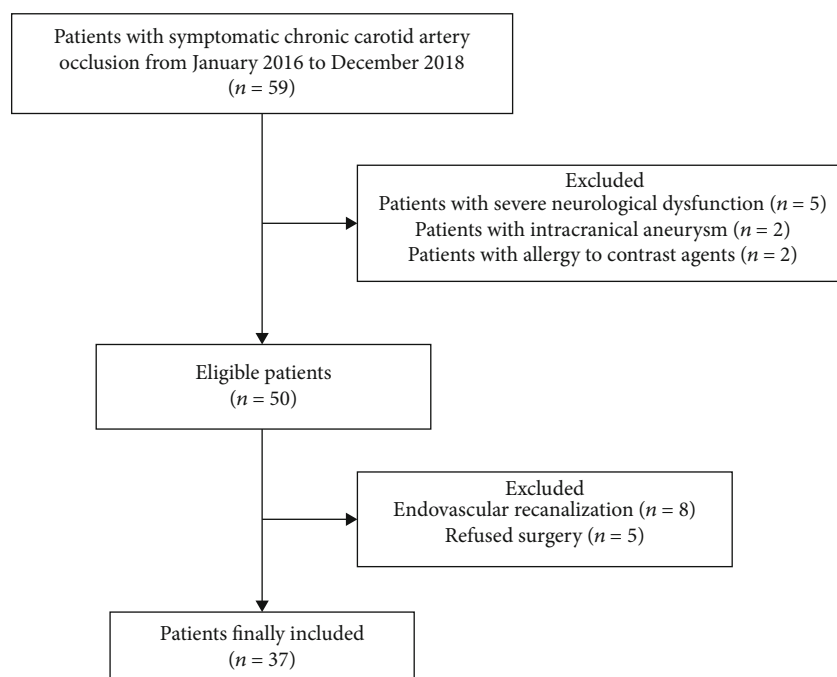 Patients with symptomatic chronic carotid artery
occlusion from January 2016 to December 2018
(n = 59)
Excluded
Patients with severe neurological dysfunction (n = 5)
Patients with intracranical aneurysm (n = 2)
Patients with allergy to contrast agents (n = 2)
Eligible patients
(n = 50)
Excluded
Endovascular recanalization (n = 8)
Refused surgery (n = 5)
Patients finally included
(n = 37)